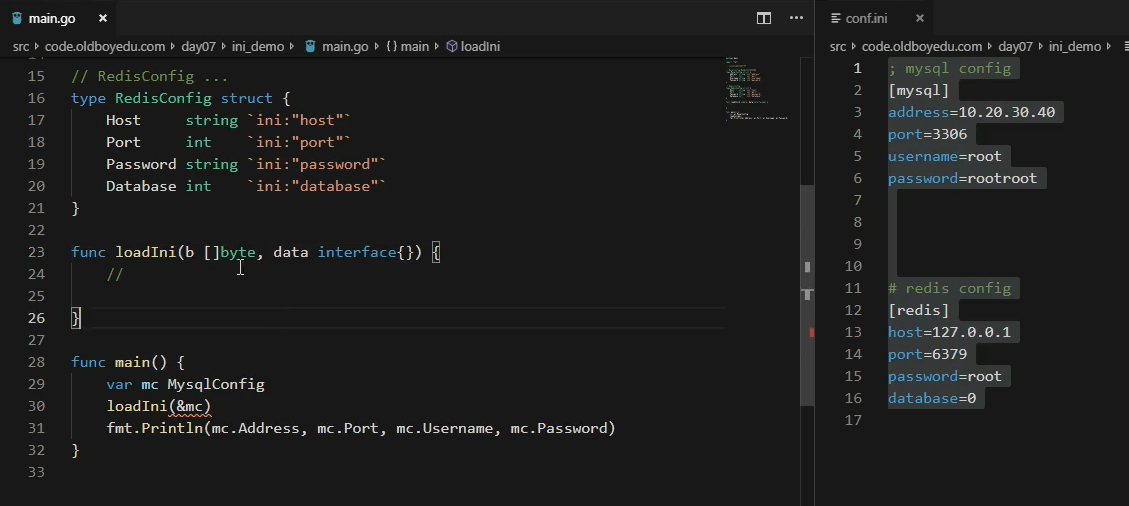 main.go ×
src code.oldboyedu.com day07 ini_demo main.go {} main loadIni
15 // RedisConfig ...
16 type RedisConfig struct {
17 Host string `ini:"host"`
18 Port int `ini:"port"`
19 Password string `ini:"password"`
20 Database int `ini:"database"`
21 }
22
23 func loadIni(b []byte, data interface{}) {
24 //
25
26 }
27
28 func main() {
29 var mc MysqlConfig
30 loadIni(&mc)
31 fmt.Println(mc.Address, mc.Port, mc.Username, mc.Password)
32 }
33
conf.ini ×
src code.oldboyedu.com day07 ini_demo
1 ; mysql config
2 [mysql]
3 address=10.20.30.40
4 port=3306
5 username=root
6 password=rootroot
7
8
9
10
11 # redis config
12 [redis]
13 host=127.0.0.1
14 port=6379
15 password=root
16 database=0
17